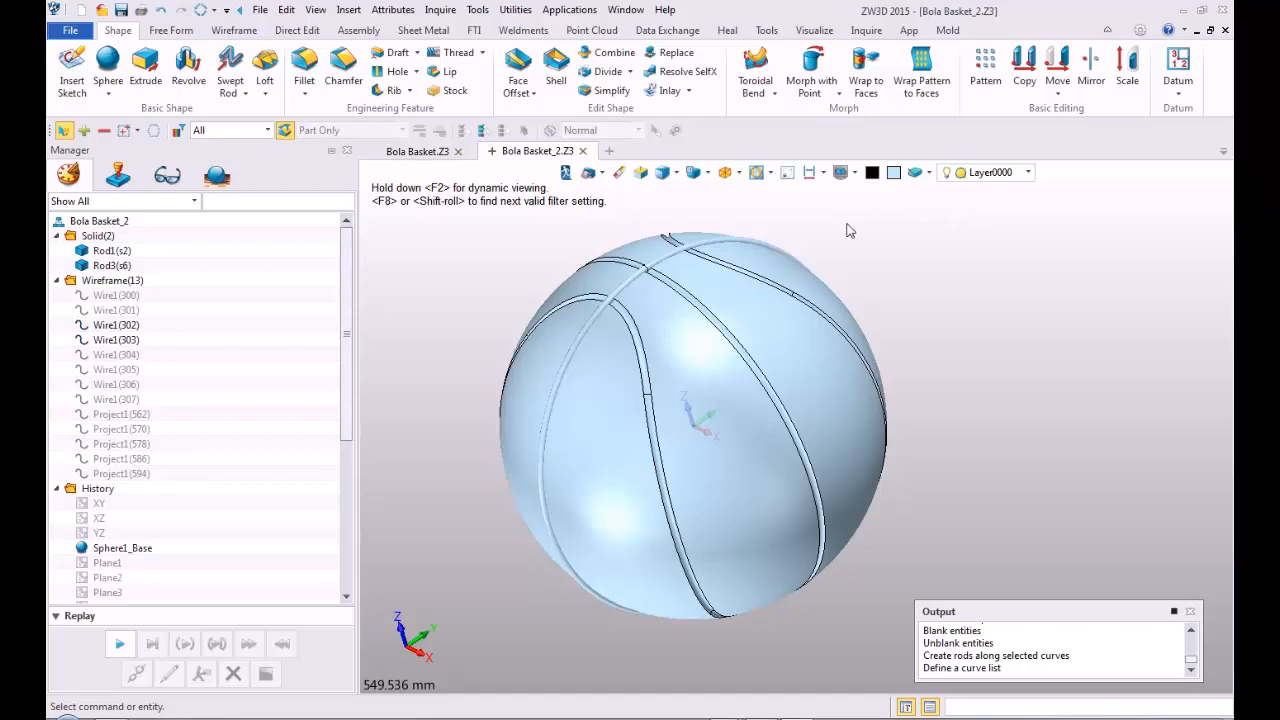 File Edit View Insert Attributes Inquire Tools Utilities Applications Window Help ZW3D 2015 - [Bola Basket_2.Z3]
File Shape Free Form Wireframe Direct Edit Assembly Sheet Metal FTI Weldments Point Cloud Data Exchange Heal Tools Visualize Inquire App Mold
Insert Sketch Sphere Extrude Revolve Swept Rod Loft Fillet Chamfer Draft Thread Face Offset Shell Combine Replace Toroidal Bend Morph with Point Wrap to Faces Wrap Pattern to Faces Pattern Copy Move Mirror Scale Datum
Hole Lip Divide Resolve SelfX
Rib Stock Simplify Inlay
Basic Shape Engineering Feature Edit Shape Morph Basic Editing Datum
All Part Only Normal
Manager Bola Basket.Z3 Bola Basket_2.Z3
Layer0000
Hold down <F2> for dynamic viewing.
<F8> or <Shift-roll> to find next valid filter setting.
Show All
Bola Basket_2
Solid(2)
Rod1(s2)
Rod3(s6)
Wireframe(13)
Wire1(300)
Wire1(301)
Wire1(302)
Wire1(303)
Wire1(304)
Wire1(305)
Wire1(306)
Wire1(307)
Project1(562)
Project1(570)
Project1(578)
Project1(586)
Project1(594)
History
XY
XZ
YZ
Sphere1_Base
Plane1
Plane2
Plane3
Replay
Z
Y
X
Z
X
549.536 mm
Output
Blank entities
Unblank entities
Create rods along selected curves
Define a curve list
Select command or entity.